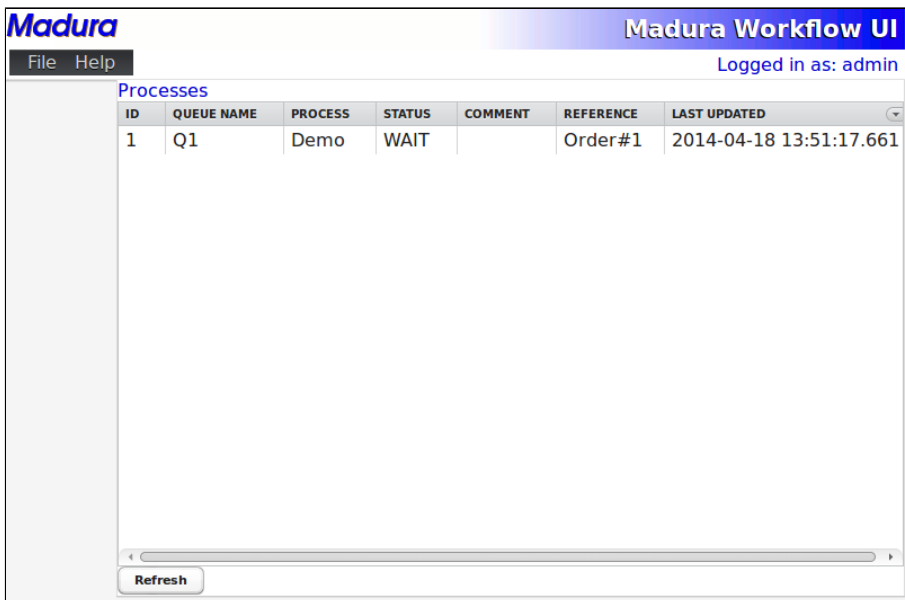 Madura
Madura Workflow UI
File Help
Logged in as: admin
Processes
ID QUEUE NAME PROCESS STATUS COMMENT REFERENCE LAST UPDATED
1 Q1 Demo WAIT Order#1 2014-04-18 13:51:17.661
Refresh